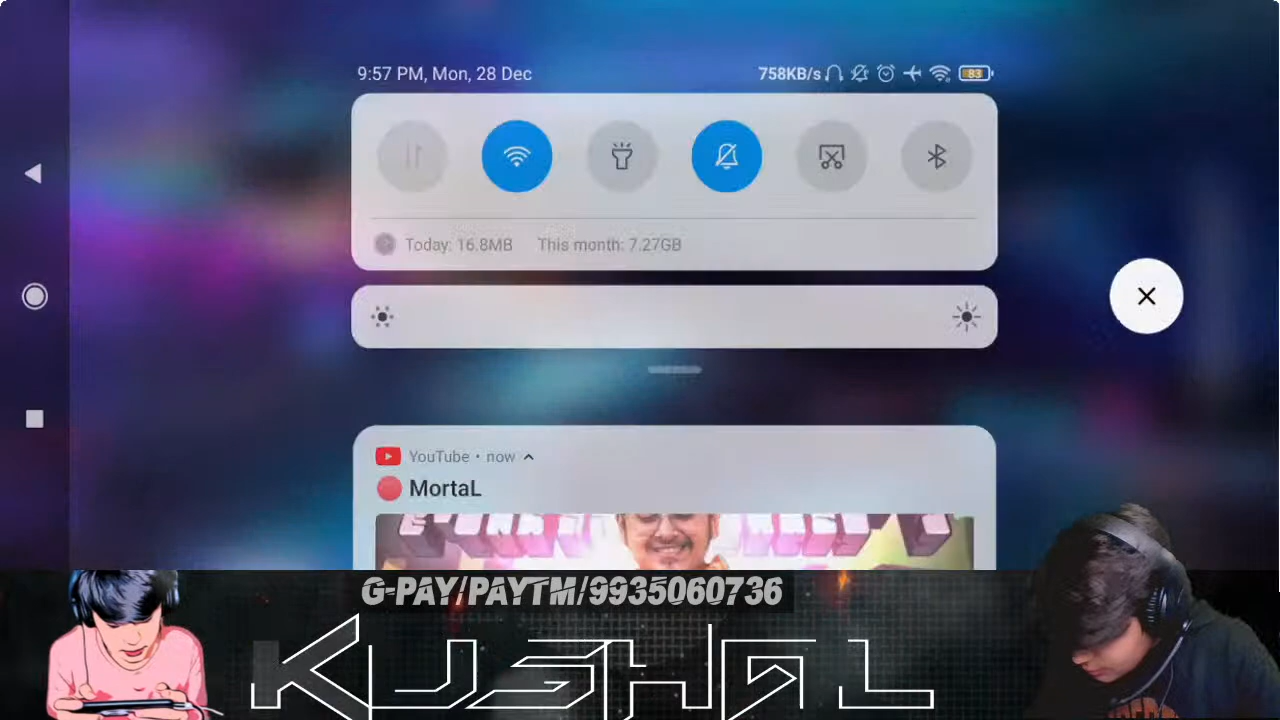 9:57 PM, Mon, 28 Dec
758KB/s
83
Today: 16.8MB
This month: 7.27GB
YouTube • now
MortaL
G-PAY/PAYTM/9935060736
KUSHAL